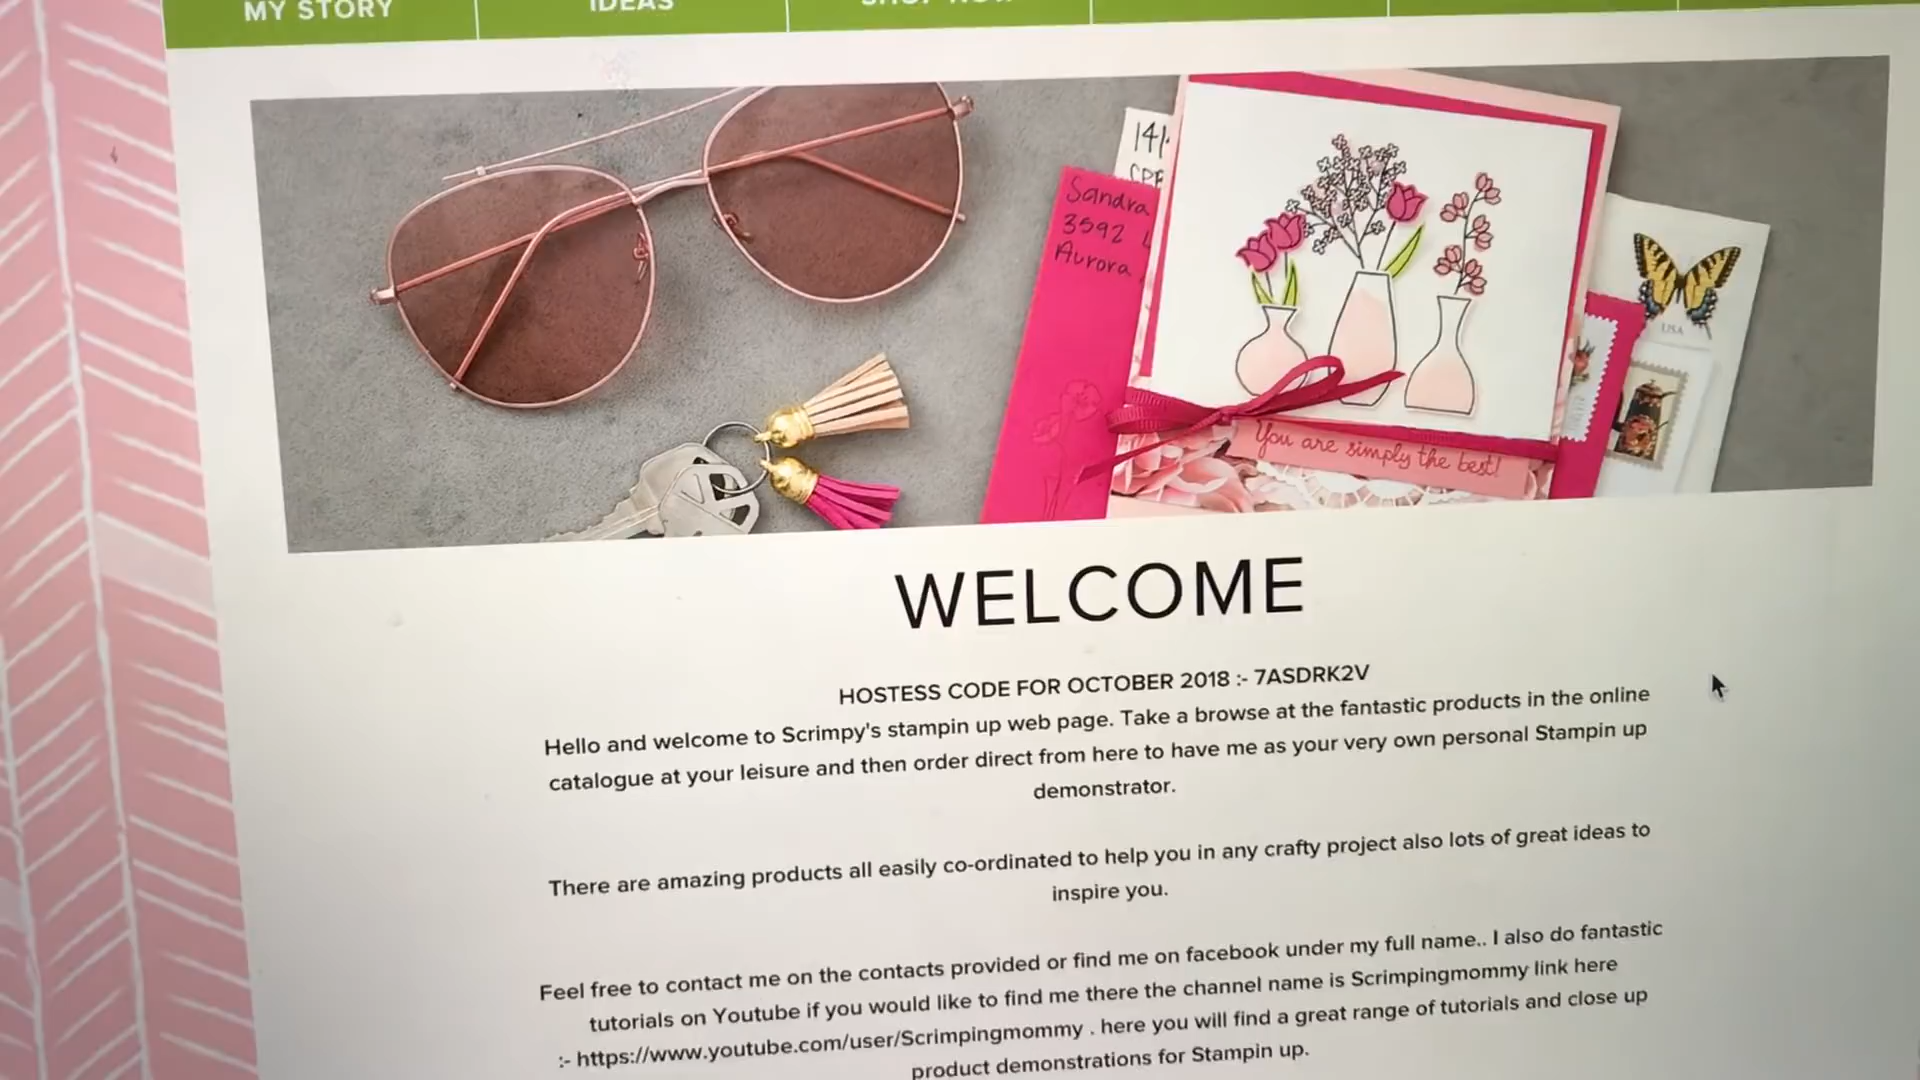 MY STORY
IDEAS
SHOP NOW
14/
Sandra
3592
Aurora
USA
You are simply the best!
WELCOME
HOSTESS CODE FOR OCTOBER 2018 :- 7ASDRK2V
Hello and welcome to Scrimpy's stampin up web page. Take a browse at the fantastic products in the online
catalogue at your leisure and then order direct from here to have me as your very own personal Stampin up
demonstrator.
There are amazing products all easily co-ordinated to help you in any crafty project also lots of great ideas to
inspire you.
Feel free to contact me on the contacts provided or find me on facebook under my full name.. I also do fantastic
tutorials on Youtube if you would like to find me there the channel name is Scrimpingmommy link here
:- https://www.youtube.com/user/Scrimpingmommy . here you will find a great range of tutorials and close up
product demonstrations for Stampin up.